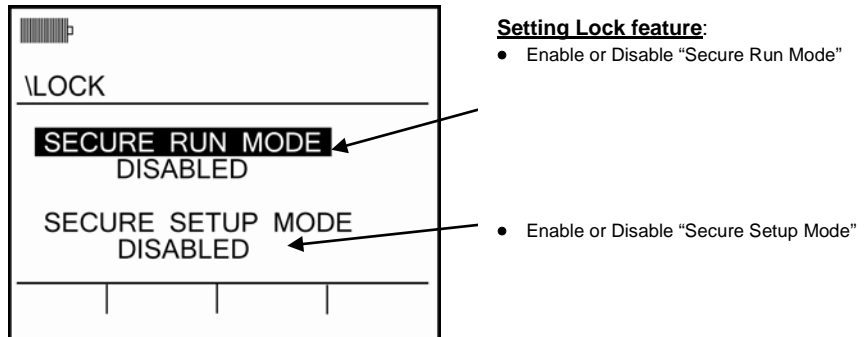 \LOCK
SECURE RUN MODE
DISABLED
SECURE SETUP MODE
DISABLED
Setting Lock feature:
● Enable or Disable “Secure Run Mode”
● Enable or Disable “Secure Setup Mode”